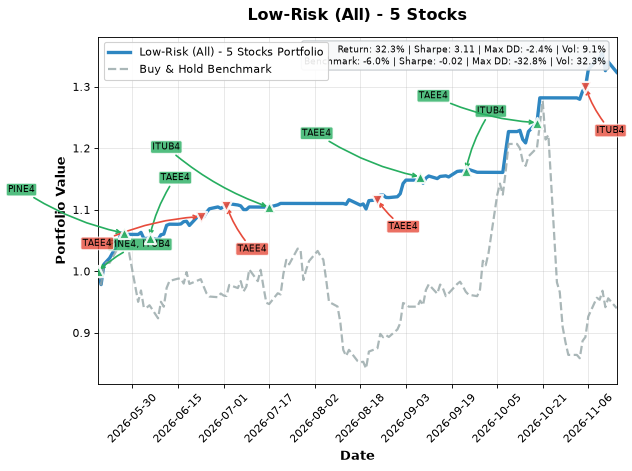 Low-Risk (All) - 5 Stocks
Low-Risk (All) - 5 Stocks Portfolio
Buy & Hold Benchmark
Return: 32.3% | Sharpe: 3.11 | Max DD: -2.4% | Vol: 9.1%
Benchmark: -6.0% | Sharpe: -0.02 | Max DD: -32.8% | Vol: 32.3%
1.3
1.2
1.1
1.0
0.9
Portfolio Value
TAEE4
ITUB4
ITUB4
TAEE4
ITUB4
TAEE4
PINE4
TAEE4
TAEE4
TAEE4
ITUB4
2026-05-30
2026-06-15
2026-07-01
2026-07-17
2026-08-02
2026-08-18
2026-09-03
2026-09-19
2026-10-05
2026-10-21
2026-11-06
Date